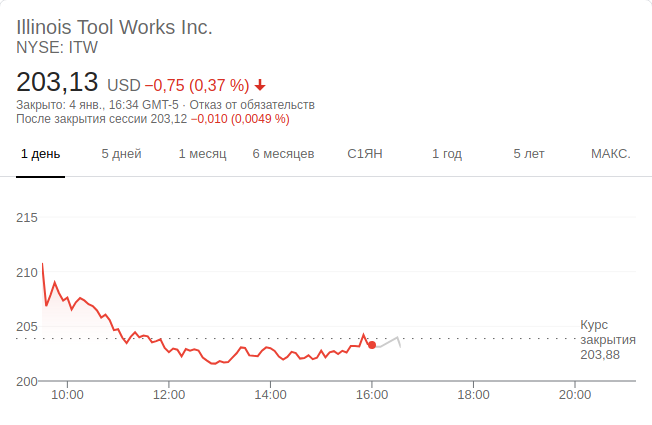 Illinois Tool Works Inc.
NYSE: ITW
203,13 USD −0,75 (0,37 %)
Закрыто: 4 янв., 16:34 GMT-5 · Отказ от обязательств
После закрытия сессии 203,12 −0,010 (0,0049 %)
1 день 5 дней 1 месяц 6 месяцев С1ЯН 1 год 5 лет МАКС.
215
210
205
200
Курс
закрытия
203,88
10:00 12:00 14:00 16:00 18:00 20:00